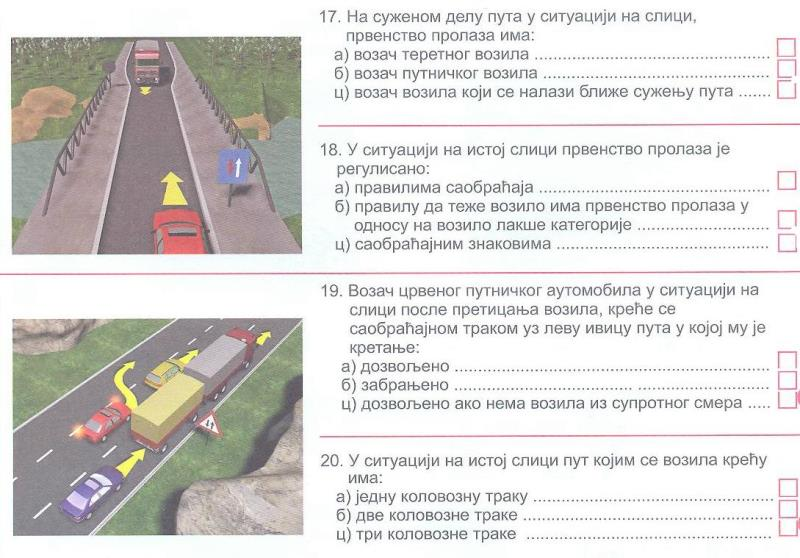 17. На суженом делу пута у ситуацији на слици,
првенство пролаза има:
а) возач теретног возила
б) возач путничког возила
ц) возач возила који се налази ближе сужењу пута
18. У ситуацији на истој слици првенство пролаза је
регулисано:
а) правилима саобраћаја
б) правилу да теже возило има првенство пролаза у
односу на возило лакше категорије
ц) саобраћајним знаковима
19. Возач црвеног путничког аутомобила у ситуацији на
слици после претицања возила, креће се
саобраћајном траком уз леву ивицу пута у којој му је
кретање:
а) дозвољено
б) забрањено
ц) дозвољено ако нема возила из супротног смера
20. У ситуацији на истој слици пут којим се возила крећу
има:
а) једну коловозну траку
б) две коловозне траке
ц) три коловозне траке